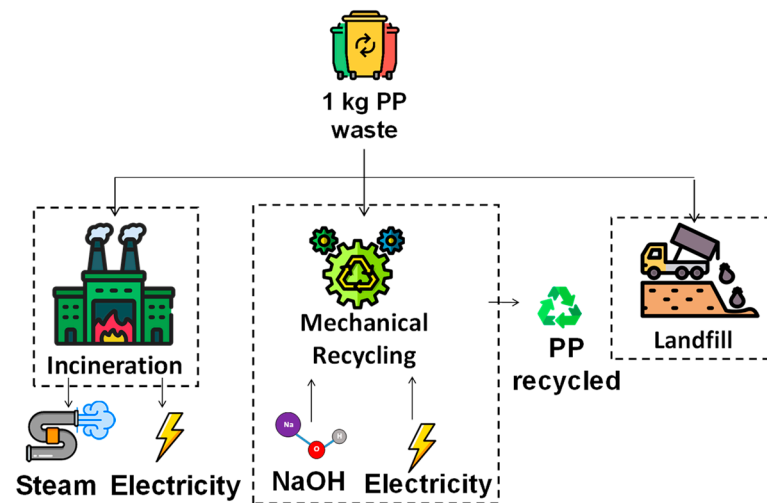 1 kg PP
waste
Incineration
Mechanical
Recycling
Landfill
PP
recycled
Na
O
H
Steam
Electricity
NaOH
Electricity